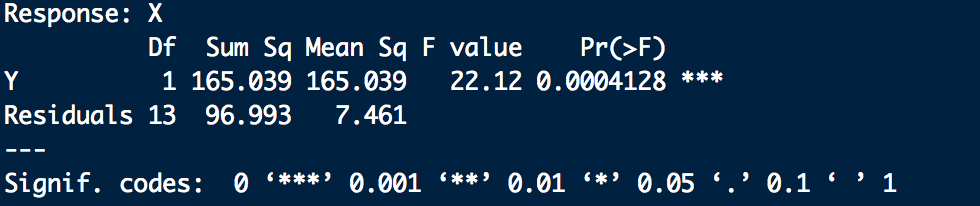 Response: X
Df Sum Sq Mean Sq F value Pr(>F)
Y 1 165.039 165.039 22.12 0.0004128 ***
Residuals 13 96.993 7.461
---
Signif. codes: 0 ‘***’ 0.001 ‘**’ 0.01 ‘*’ 0.05 ‘.’ 0.1 ‘ ’ 1